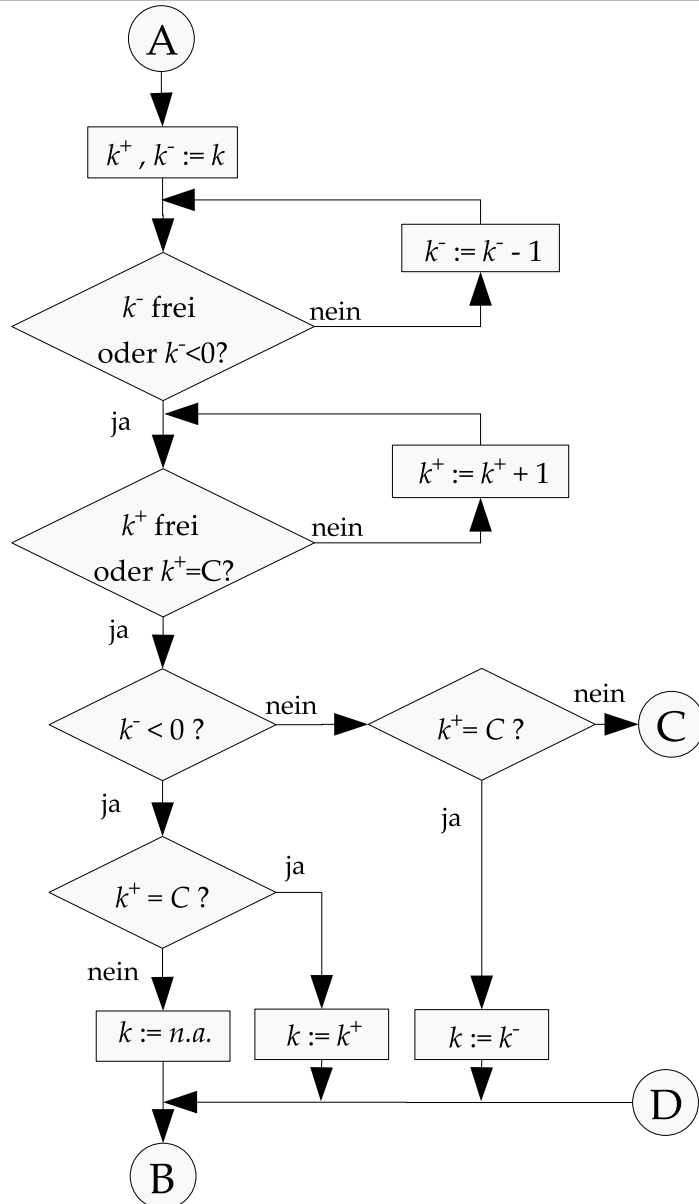 A
k⁺ , k⁻ := k
k⁻ := k⁻ - 1
k⁻ frei
oder k⁻<0?
nein
ja
k⁺ := k⁺ + 1
k⁺ frei
oder k⁺=C?
nein
ja
k⁻ < 0 ?
nein
k⁺= C ?
nein
C
ja
ja
k⁺ = C ?
ja
nein
k := n.a.
k := k⁺
k := k⁻
D
B